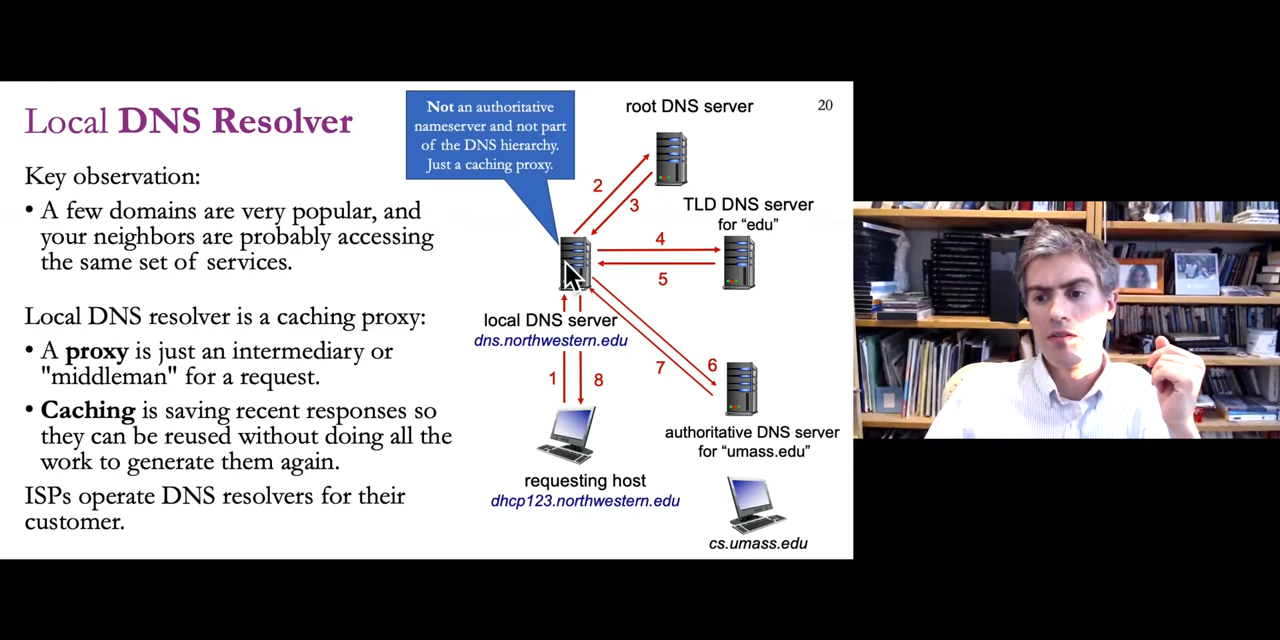 Local DNS Resolver
Key observation:
• A few domains are very popular, and
your neighbors are probably accessing
the same set of services.
Local DNS resolver is a caching proxy:
• A proxy is just an intermediary or
"middleman" for a request.
• Caching is saving recent responses so
they can be reused without doing all the
work to generate them again.
ISPs operate DNS resolvers for their
customer.
Not an authoritative
nameserver and not part
of the DNS hierarchy.
Just a caching proxy.
root DNS server
20
2
3
TLD DNS server
for “edu”
4
5
local DNS server
dns.northwestern.edu
6
7
1
8
authoritative DNS server
for “umass.edu”
requesting host
dhcp123.northwestern.edu
cs.umass.edu